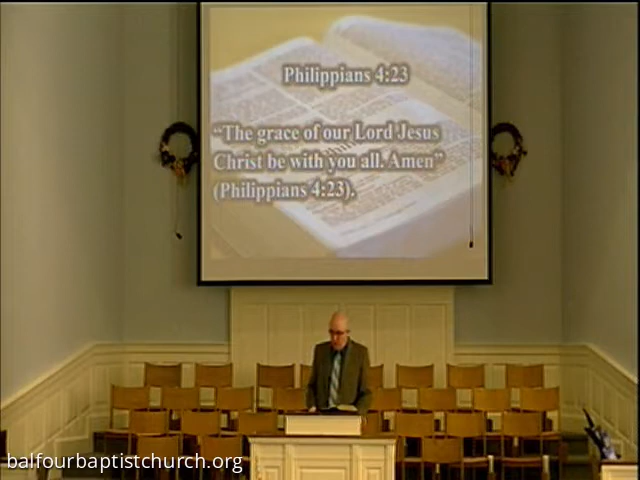 Philippians 4:23
“The grace of our Lord Jesus
Christ be with you all. Amen”
(Philippians 4:23).
balfourbaptistchurch.org